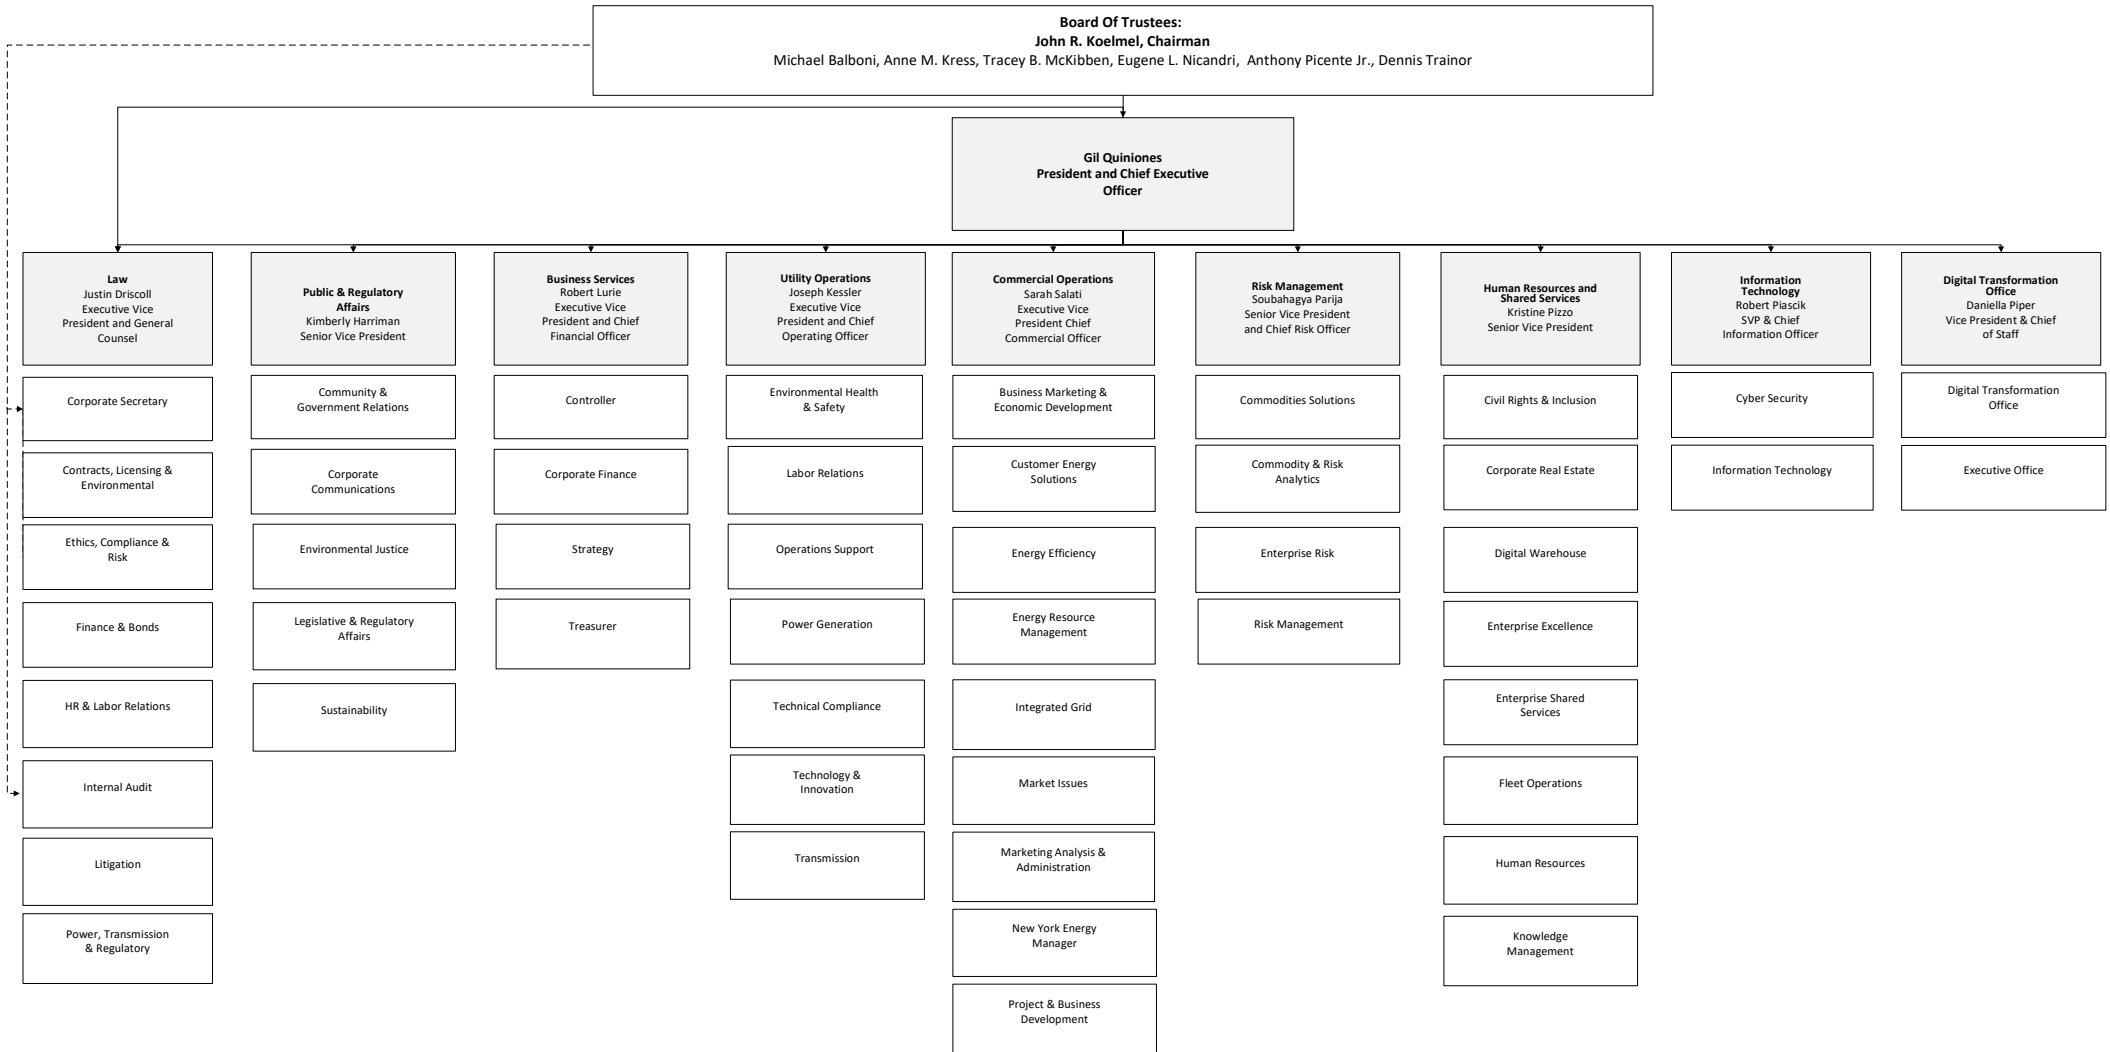 Board Of Trustees:
John R. Koelmel, Chairman
Michael Balboni, Anne M. Kress, Tracey B. McKibben, Eugene L. Nicandri, Anthony Picente Jr., Dennis Trainor
Gil Quiniones
President and Chief Executive
Officer
Law
Justin Driscoll
Executive Vice
President and General
Counsel
Corporate Secretary
Contracts, Licensing &
Environmental
Ethics, Compliance &
Risk
Finance & Bonds
HR & Labor Relations
Internal Audit
Litigation
Power, Transmission
& Regulatory
Public & Regulatory
Affairs
Kimberly Harriman
Senior Vice President
Community &
Government Relations
Corporate
Communications
Environmental Justice
Legislative & Regulatory
Affairs
Sustainability
Business Services
Robert Lurie
Executive Vice
President and Chief
Financial Officer
Controller
Corporate Finance
Strategy
Treasurer
Utility Operations
Joseph Kessler
Executive Vice
President and Chief
Operating Officer
Environmental Health
& Safety
Labor Relations
Operations Support
Power Generation
Technical Compliance
Technology &
Innovation
Transmission
Commercial Operations
Sarah Salati
Executive Vice
President Chief
Commercial Officer
Business Marketing &
Economic Development
Customer Energy
Solutions
Energy Efficiency
Energy Resource
Management
Integrated Grid
Market Issues
Marketing Analysis &
Administration
New York Energy
Manager
Project & Business
Development
Risk Management
Soubahagya Parija
Senior Vice President
and Chief Risk Officer
Commodities Solutions
Commodity & Risk
Analytics
Enterprise Risk
Risk Management
Human Resources and
Shared Services
Kristine Pizzo
Senior Vice President
Civil Rights & Inclusion
Corporate Real Estate
Digital Warehouse
Enterprise Excellence
Enterprise Shared
Services
Fleet Operations
Human Resources
Knowledge
Management
Information
Technology
Robert Piascik
SVP & Chief
Information Officer
Cyber Security
Information Technology
Digital Transformation
Office
Daniella Piper
Vice President & Chief
of Staff
Digital Transformation
Office
Executive Office